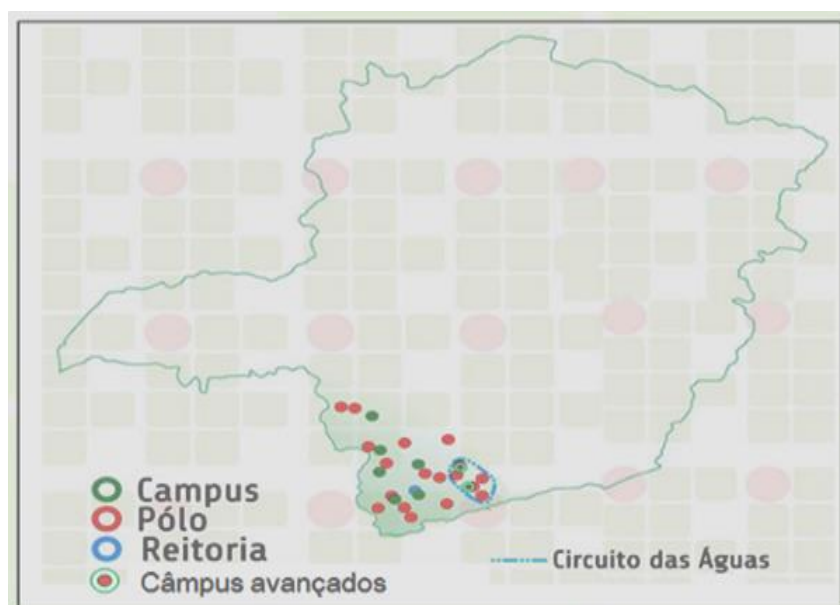 Campus
Pólo
Reitoria
Câmpus avançados
Circuito das Águas